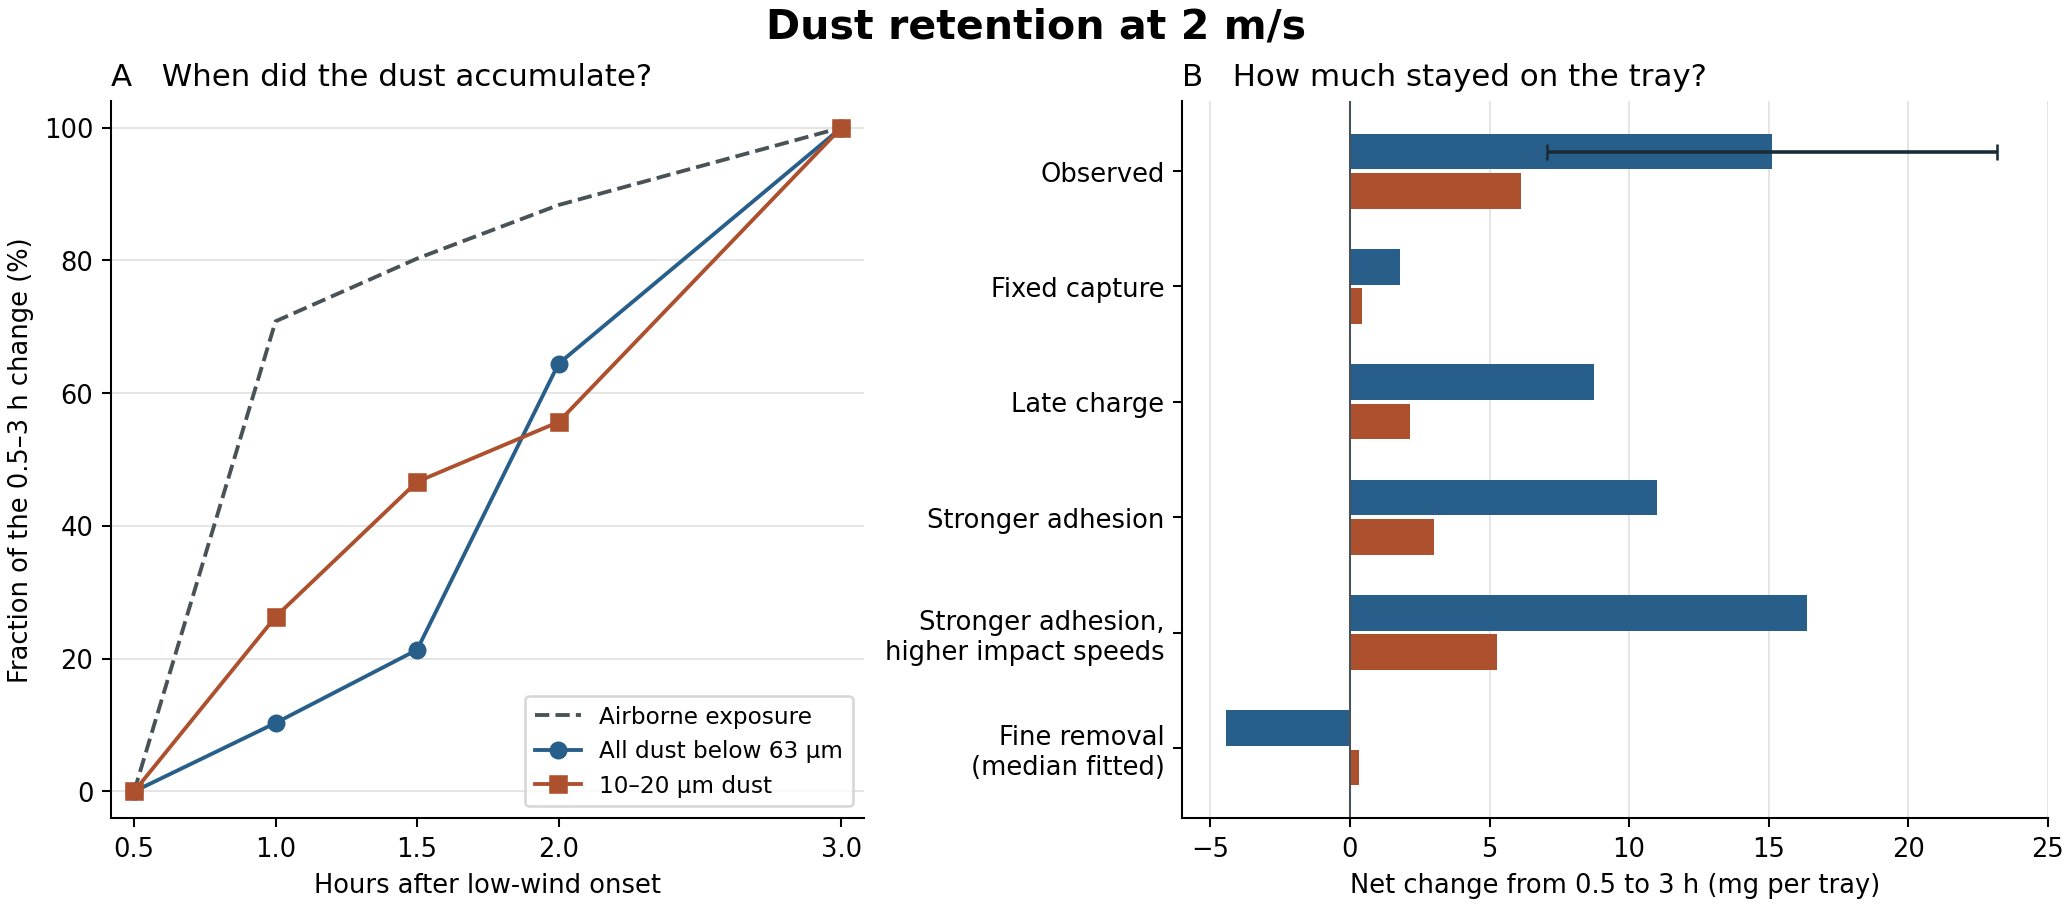 Dust retention at 2 m/s
A When did the dust accumulate?
Fraction of the 0.5–3 h change (%)
100
80
60
40
20
0
Airborne exposure
All dust below 63 µm
10–20 µm dust
0.5 1.0 1.5 2.0 3.0
Hours after low-wind onset
B How much stayed on the tray?
Observed
Fixed capture
Late charge
Stronger adhesion
Stronger adhesion,
higher impact speeds
Fine removal
(median fitted)
−5 0 5 10 15 20 25
Net change from 0.5 to 3 h (mg per tray)